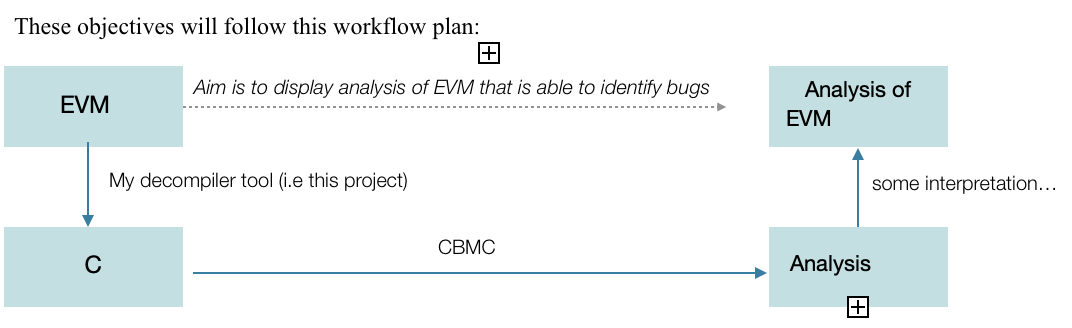 These objectives will follow this workflow plan:
EVM
Aim is to display analysis of EVM that is able to identify bugs
Analysis of
EVM
My decompiler tool (i.e this project)
some interpretation…
C
CBMC
Analysis